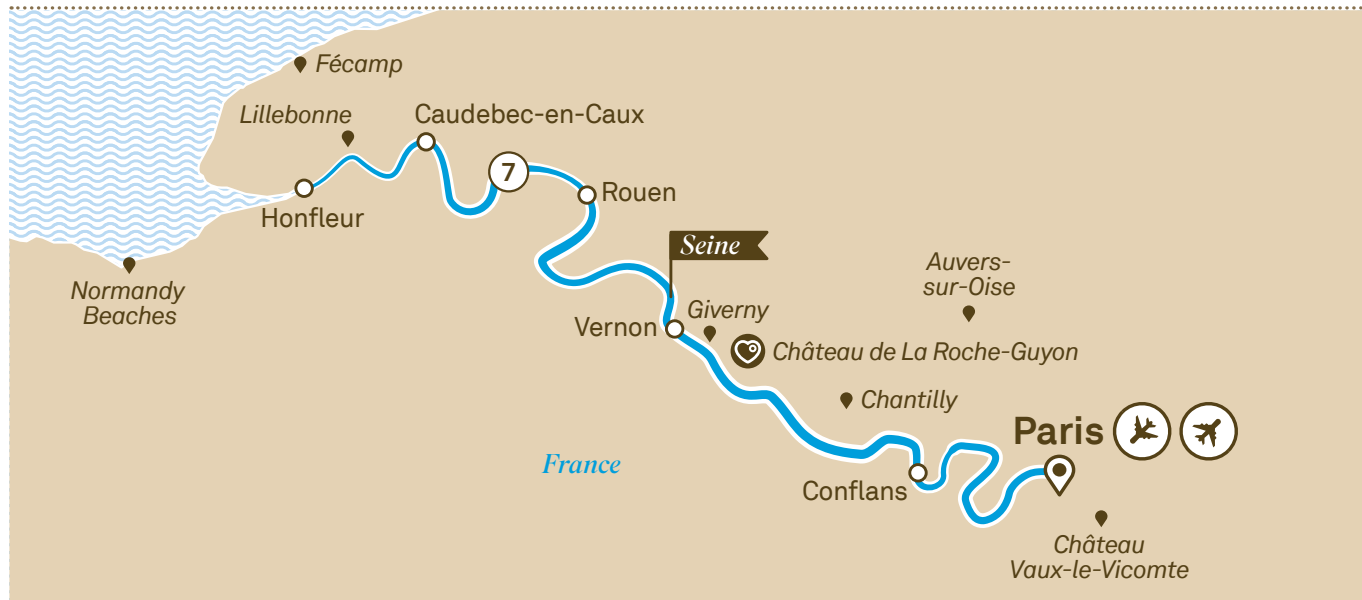 Fécamp
Lillebonne
Caudebec-en-Caux
7
Rouen
Honfleur
Seine
Normandy
Beaches
Auvers-
sur-Oise
Giverny
Vernon
Château de La Roche-Guyon
Chantilly
Paris
France
Conflans
Château
Vaux-le-Vicomte